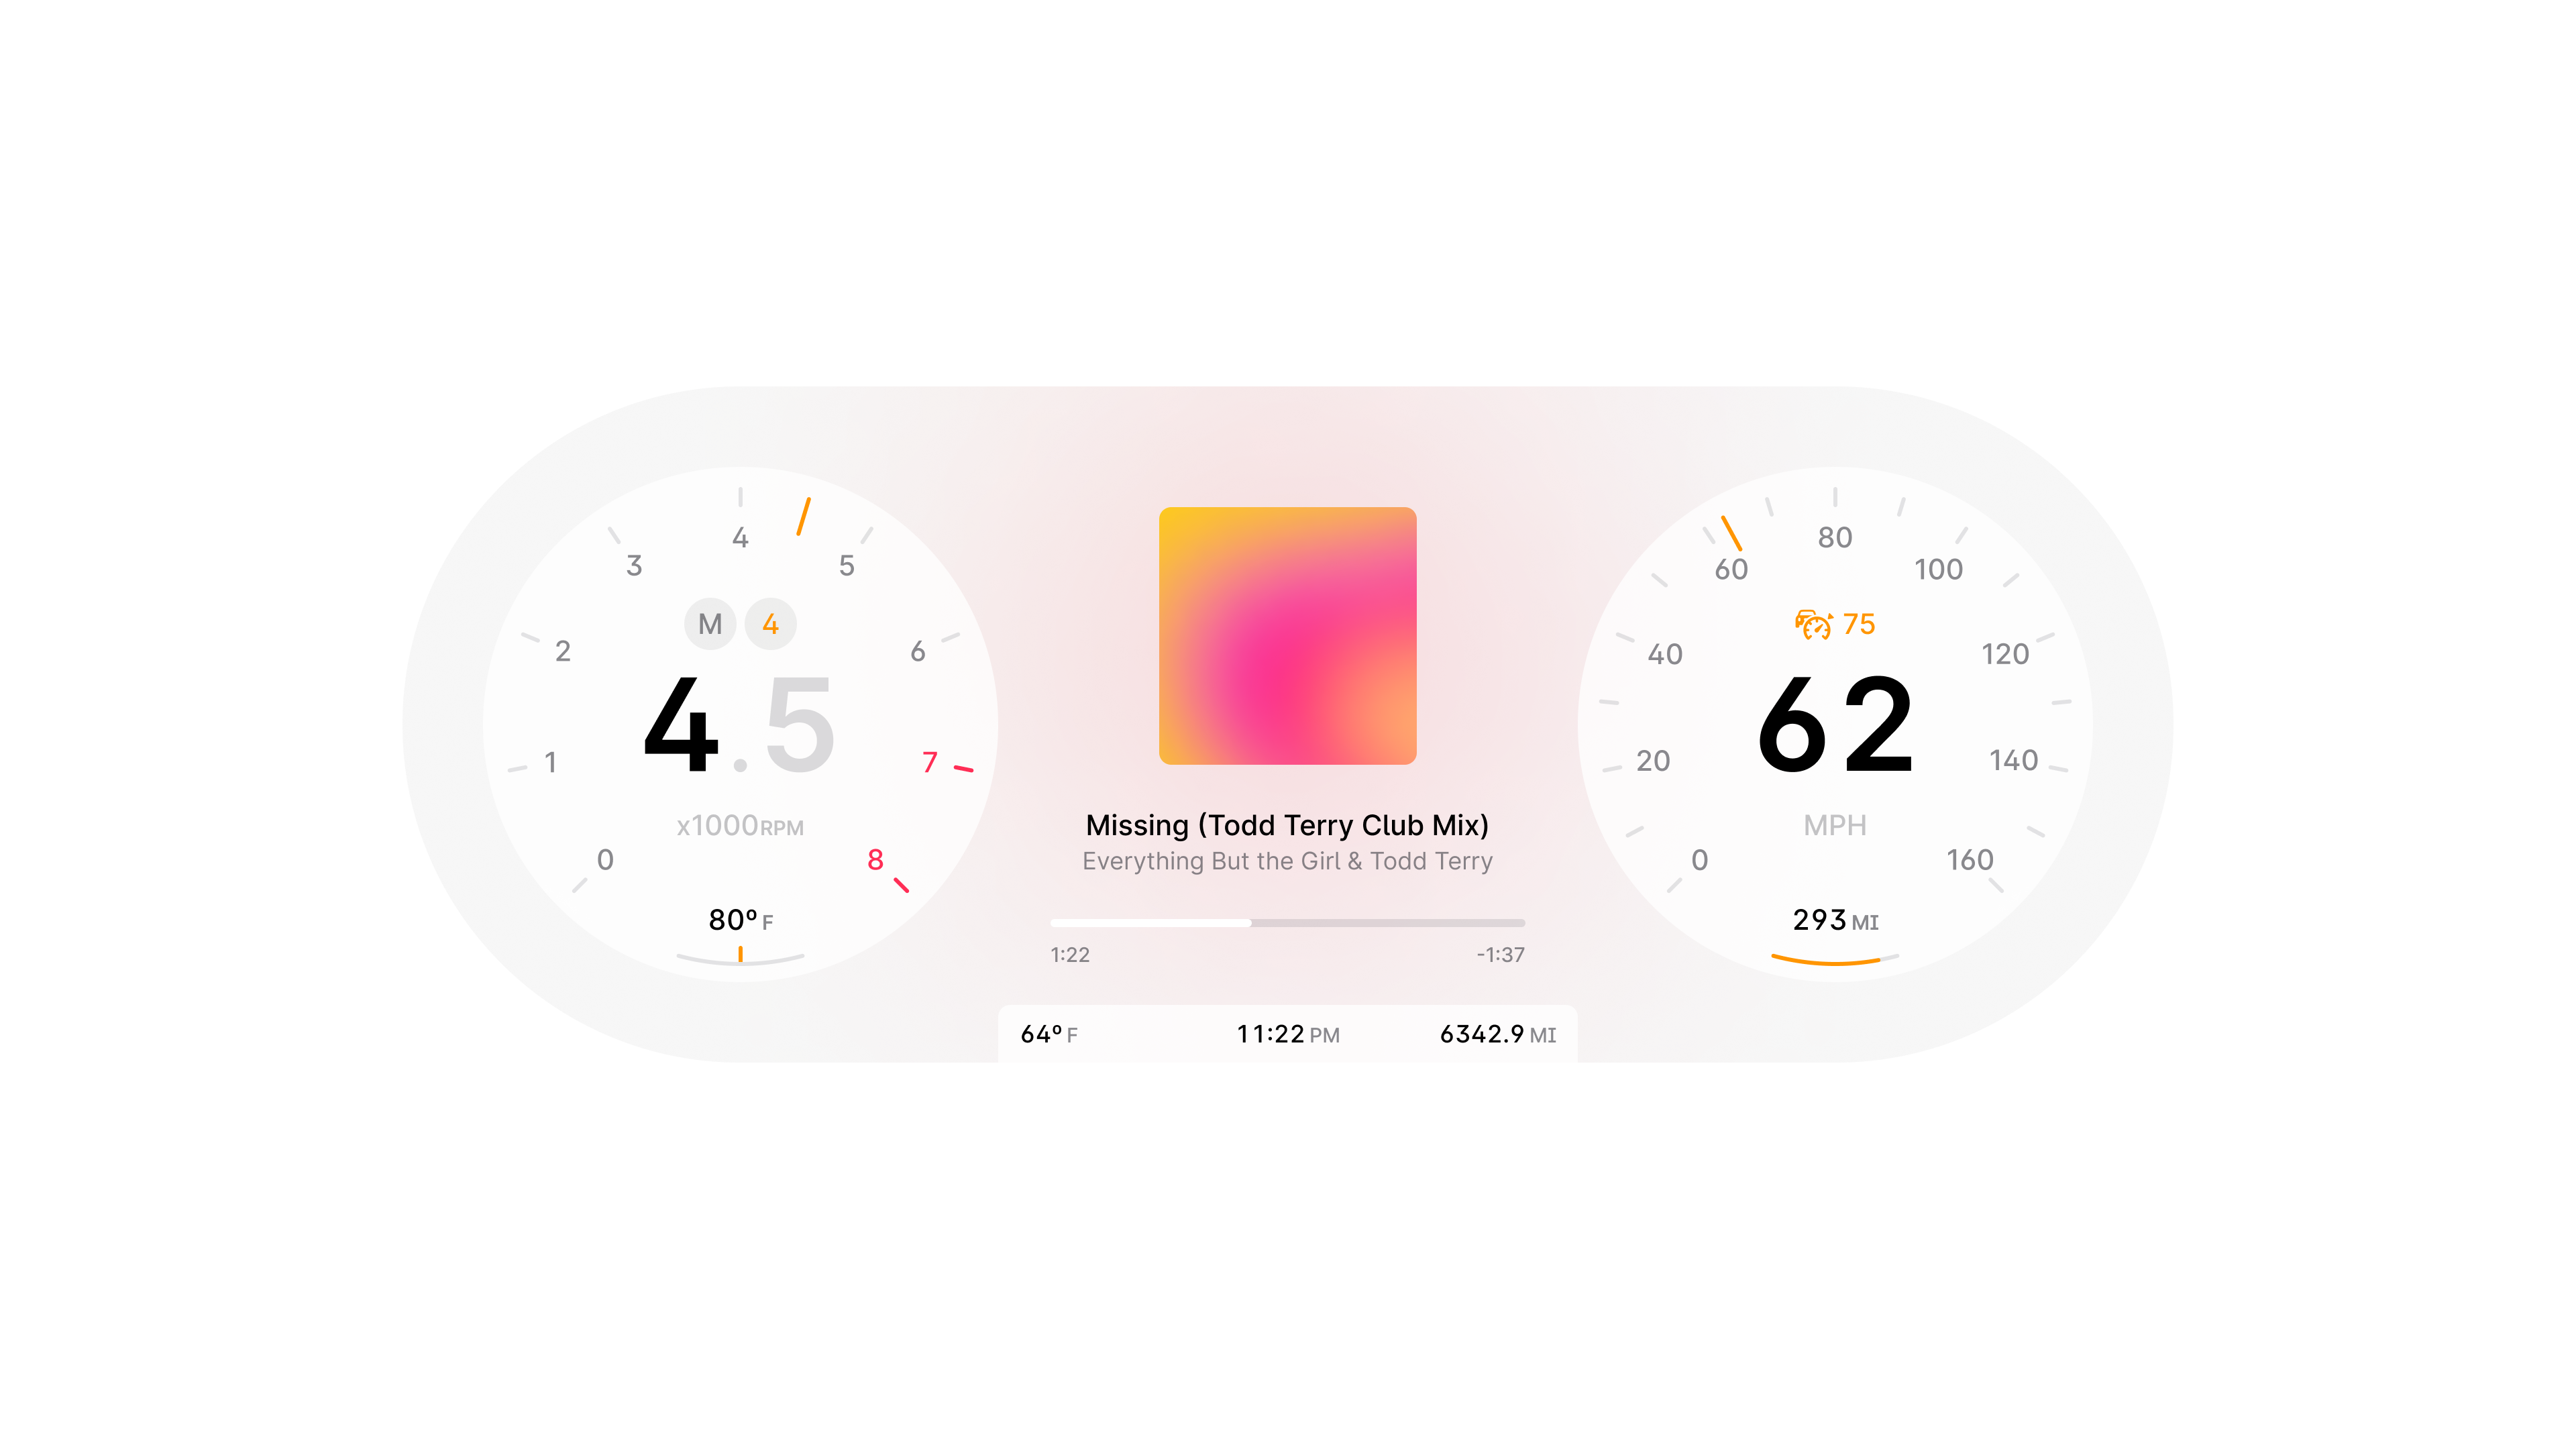 4
3
5
M 4
2
6
4.5
1
7
x1000RPM
0
8
80º F
Missing (Todd Terry Club Mix)
Everything But the Girl & Todd Terry
1:22
-1:37
64º F
11:22 PM
6342.9 MI
80
60
100
75
40
120
62
20
140
MPH
0
160
293 MI